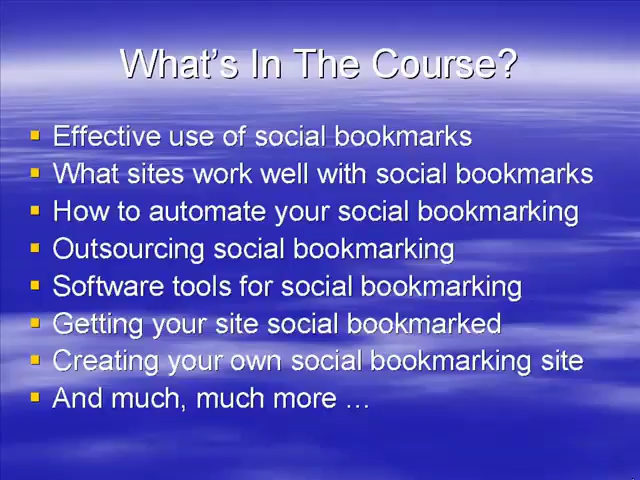 What's In The Course?
Effective use of social bookmarks
What sites work well with social bookmarks
How to automate your social bookmarking
Outsourcing social bookmarking
Software tools for social bookmarking
Getting your site social bookmarked
Creating your own social bookmarking site
And much, much more …